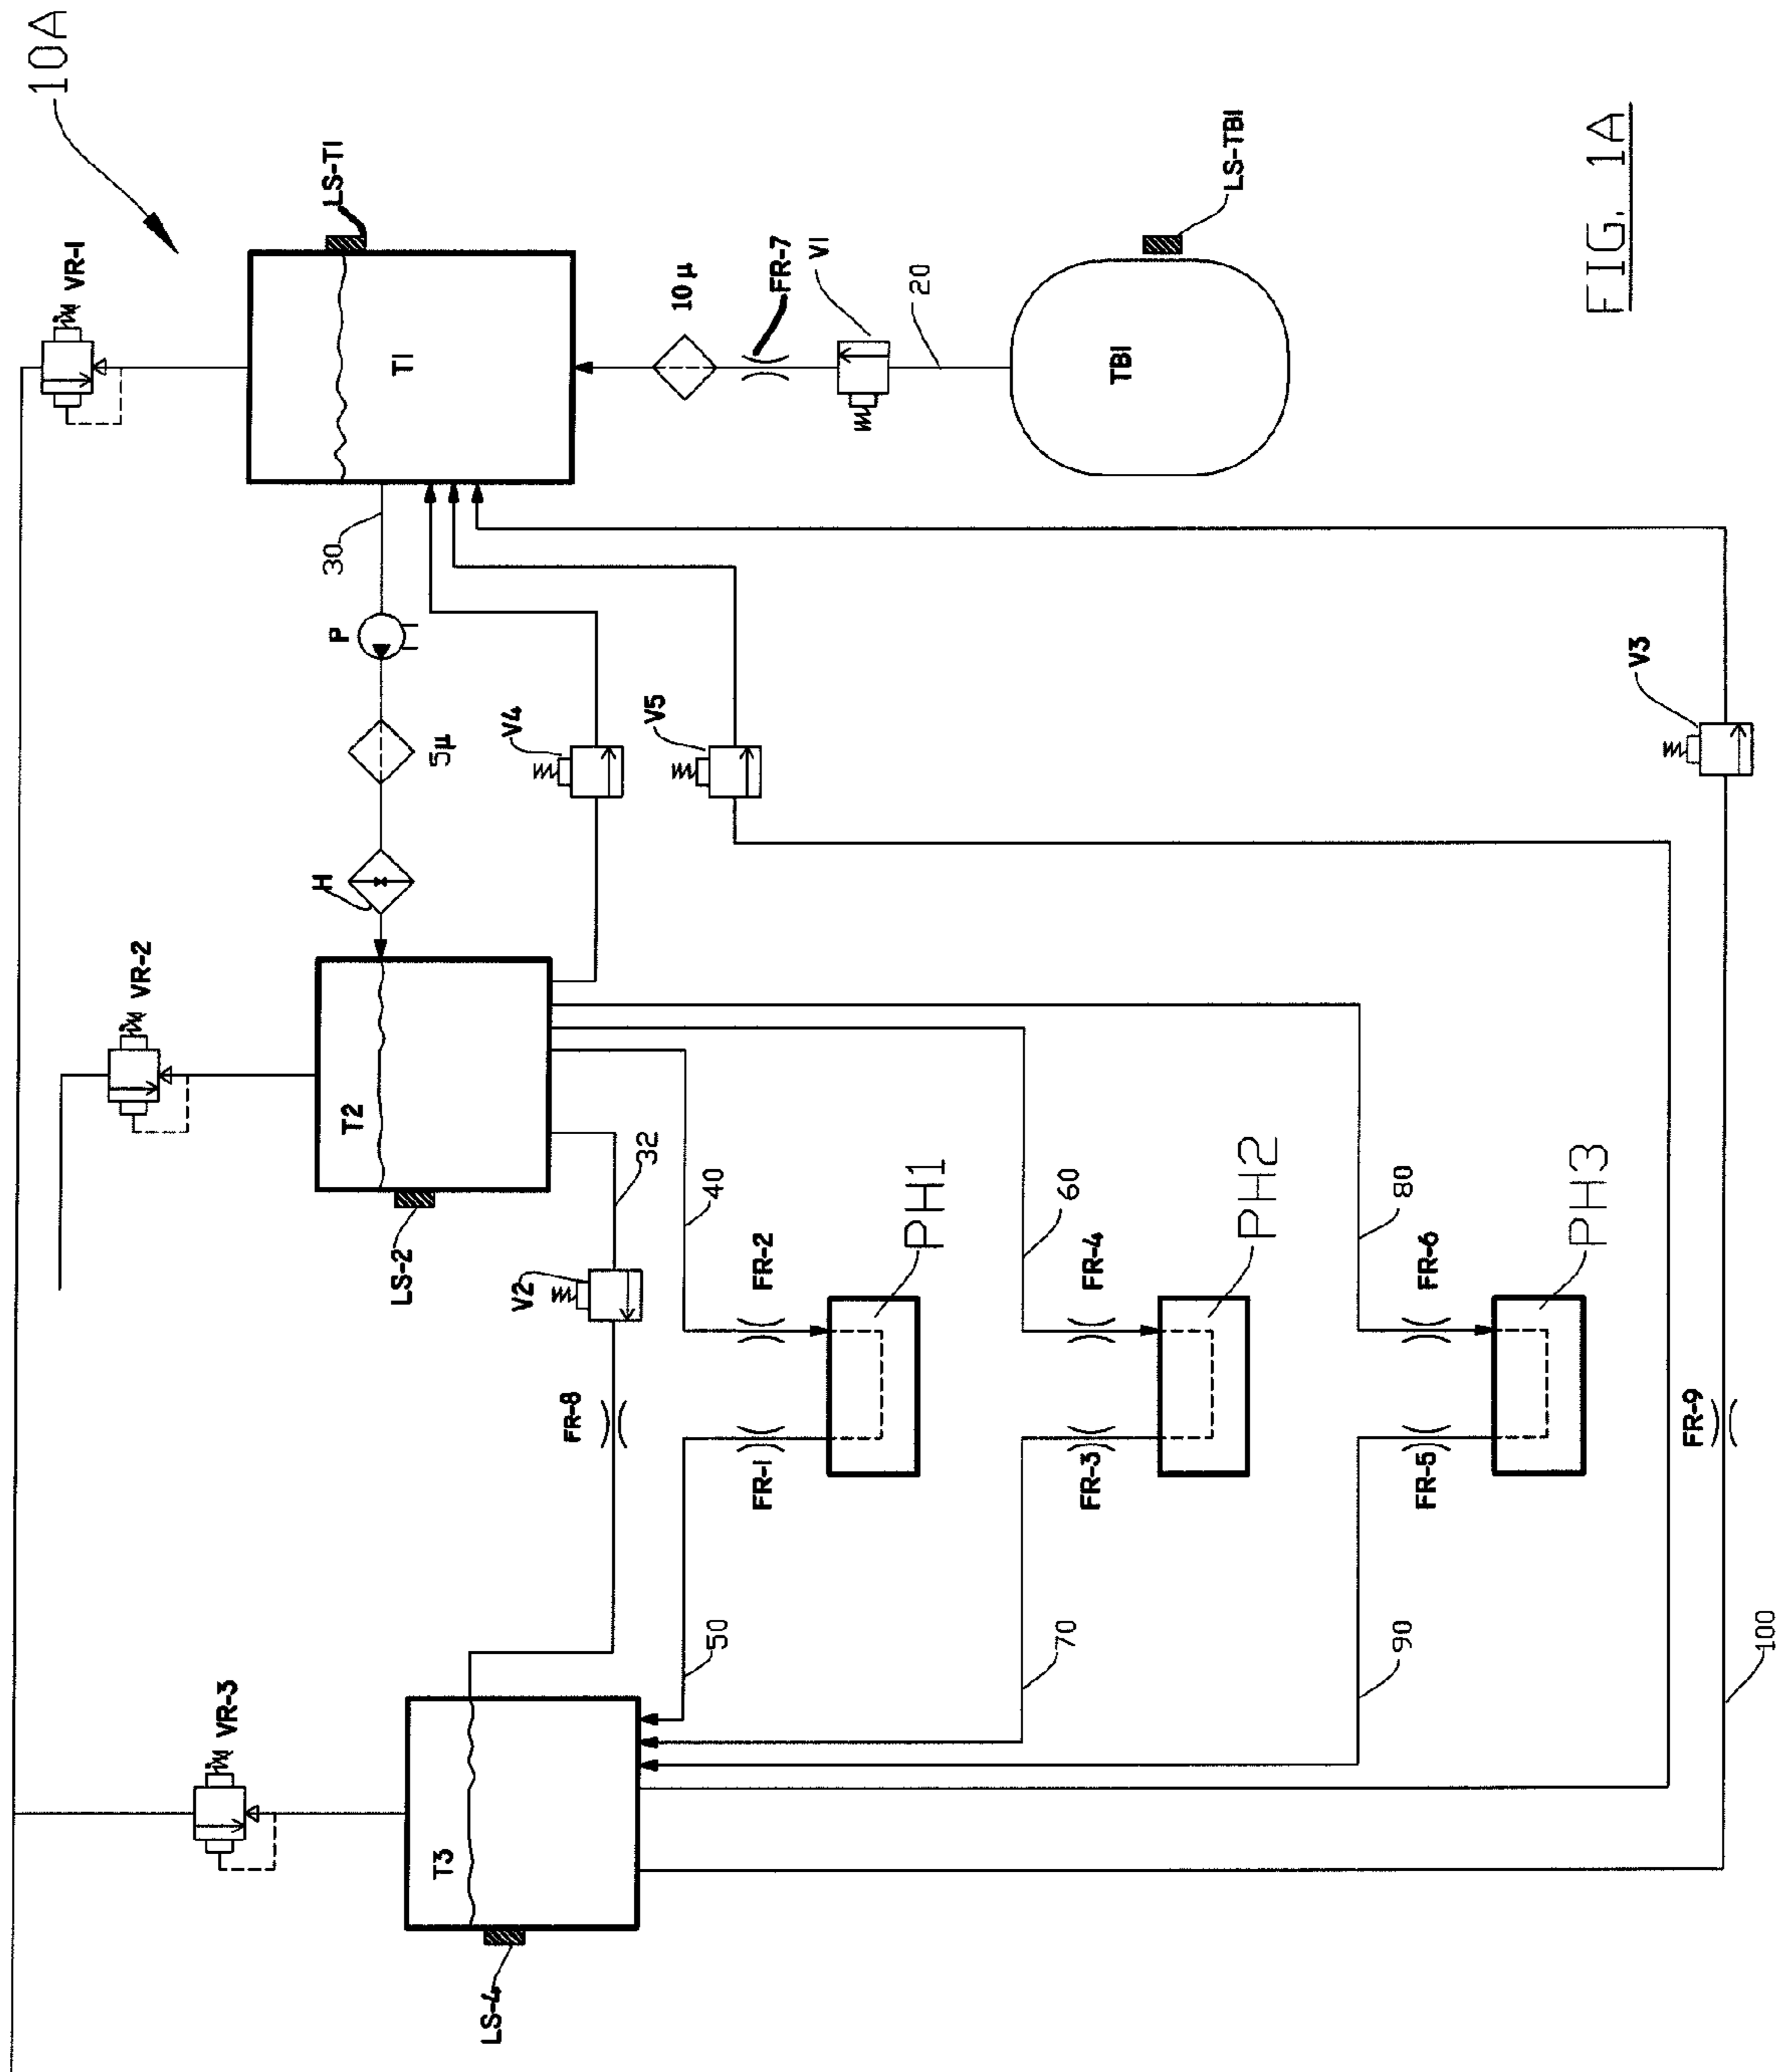 10A
VR-1
LS-T1
T1
10 µ
FR-7
V1
20
TB1
LS-TB1
FIG. 1A
30
P
5µ
H
V4
V5
V3
VR-2
T2
LS-2
32
V2
FR-8
40
FR-2
FR-1
PH1
50
60
FR-4
FR-3
PH2
70
80
FR-6
FR-5
PH3
90
FR-9
100
VR-3
T3
LS-4